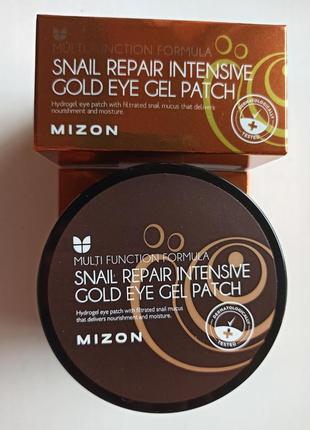 MULTI FUNCTION FORMULA
SNAIL REPAIR INTENSIVE
GOLD EYE GEL PATCH
Hydrogel eye patch with filtrated snail mucus that delivers
nourishment and moisture.
MIZON
DERMATOLOGICALLY
TESTED
MULTI FUNCTION FORMULA
SNAIL REPAIR INTENSIVE
GOLD EYE GEL PATCH
Hydrogel eye patch with filtrated snail mucus
that delivers nourishment and moisture.
MIZON
DERMATOLOGICALLY
TESTED